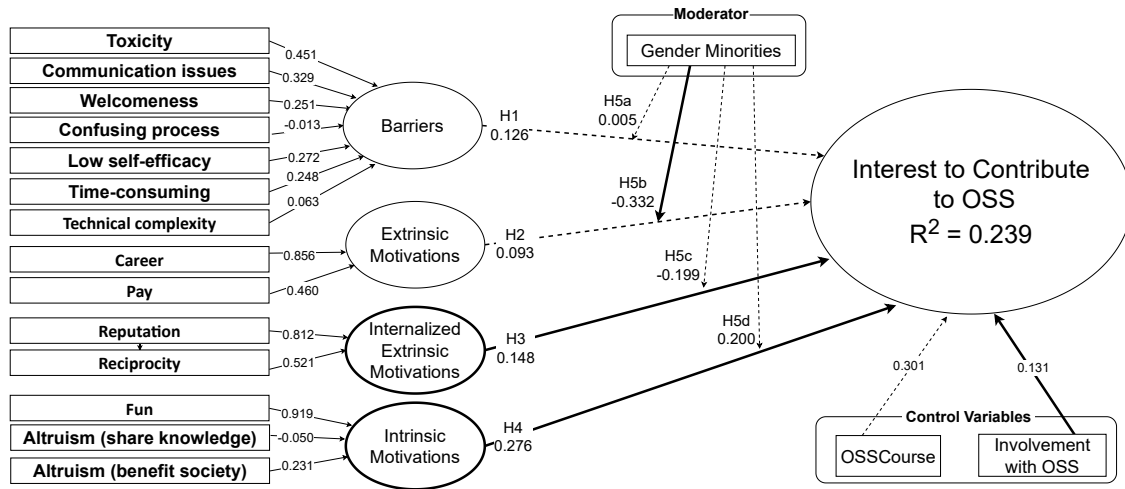 Toxicity
Communication issues
Welcomeness
Confusing process
Low self-efficacy
Time-consuming
Technical complexity
0.451
0.329
0.251
-0.013
0.272
0.248
0.063
Barriers
H1
0.126
Career
Pay
0.856
0.460
Extrinsic
Motivations
H2
0.093
Reputation
Reciprocity
0.812
0.521
Internalized
Extrinsic
Motivations
H3
0.148
Fun
Altruism (share knowledge)
Altruism (benefit society)
0.919
-0.050
0.231
Intrinsic
Motivations
H4
0.276
Moderator
Gender Minorities
H5a
0.005
H5b
-0.332
H5c
-0.199
H5d
0.200
Interest to Contribute
to OSS
R² = 0.239
0.301
0.131
Control Variables
OSSCourse
Involvement
with OSS